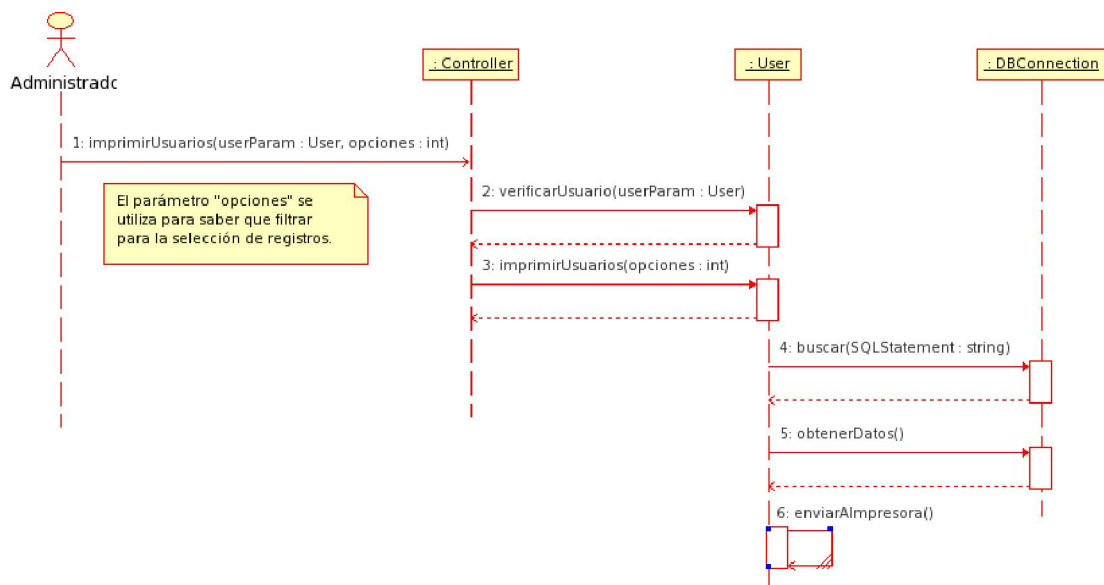 : Controller
: User
: DBConnection
Administradc
1: imprimirUsuarios(userParam : User, opciones : int)
El parámetro "opciones" se
utiliza para saber que filtrar
para la selección de registros.
2: verificarUsuario(userParam : User)
3: imprimirUsuarios(opciones : int)
4: buscar(SQLStatement : string)
5: obtenerDatos()
6: enviarAImpresora()